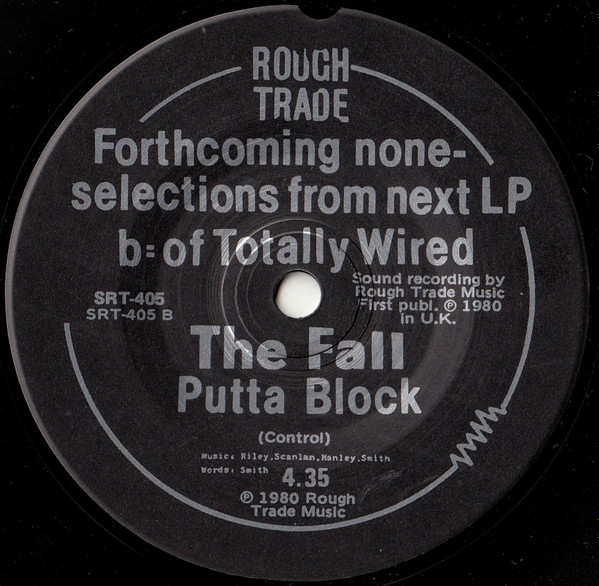 ROUGH
TRADE
Forthcoming none-
selections from next LP
b: of Totally Wired
Sound recording by
Rough Trade Music
First publ. ℗ 1980
in U.K.
SRT-405
SRT-405 B
The Fall
Putta Block
(Control)
Music: Riley,Scanlan,Hanley,Smith
Words: Smith
4.35
℗ 1980 Rough
Trade Music